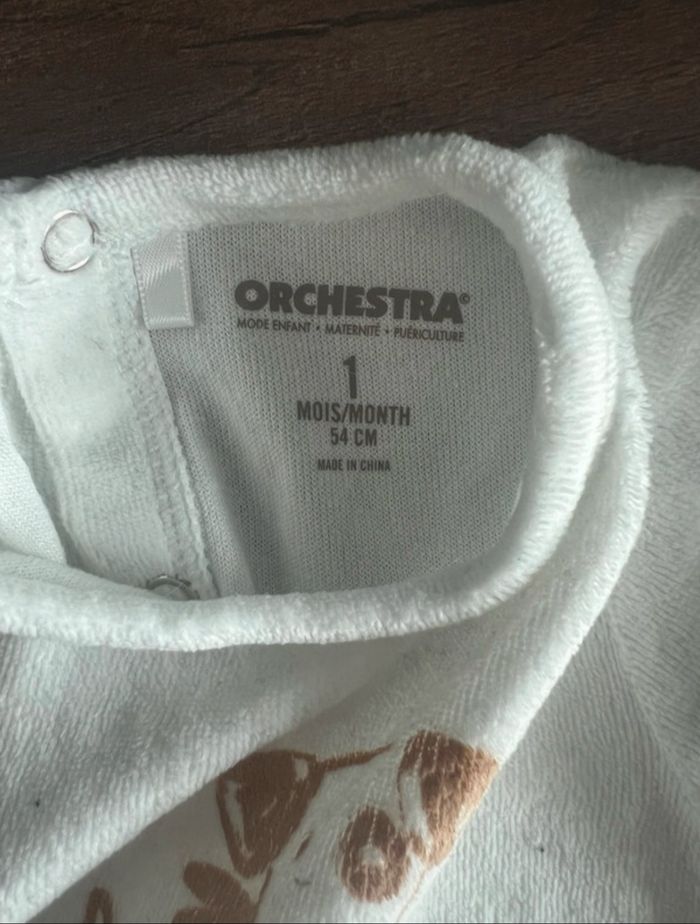 ORCHESTRA®
MODE ENFANT • MATERNITÉ • PUÉRICULTURE
1
MOIS/MONTH
54 CM
MADE IN CHINA